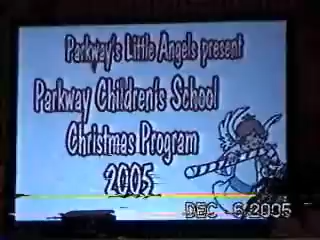 Parkway's Little Angels present
Parkway Children's School
Christmas Program
2005
DEC 6 2005